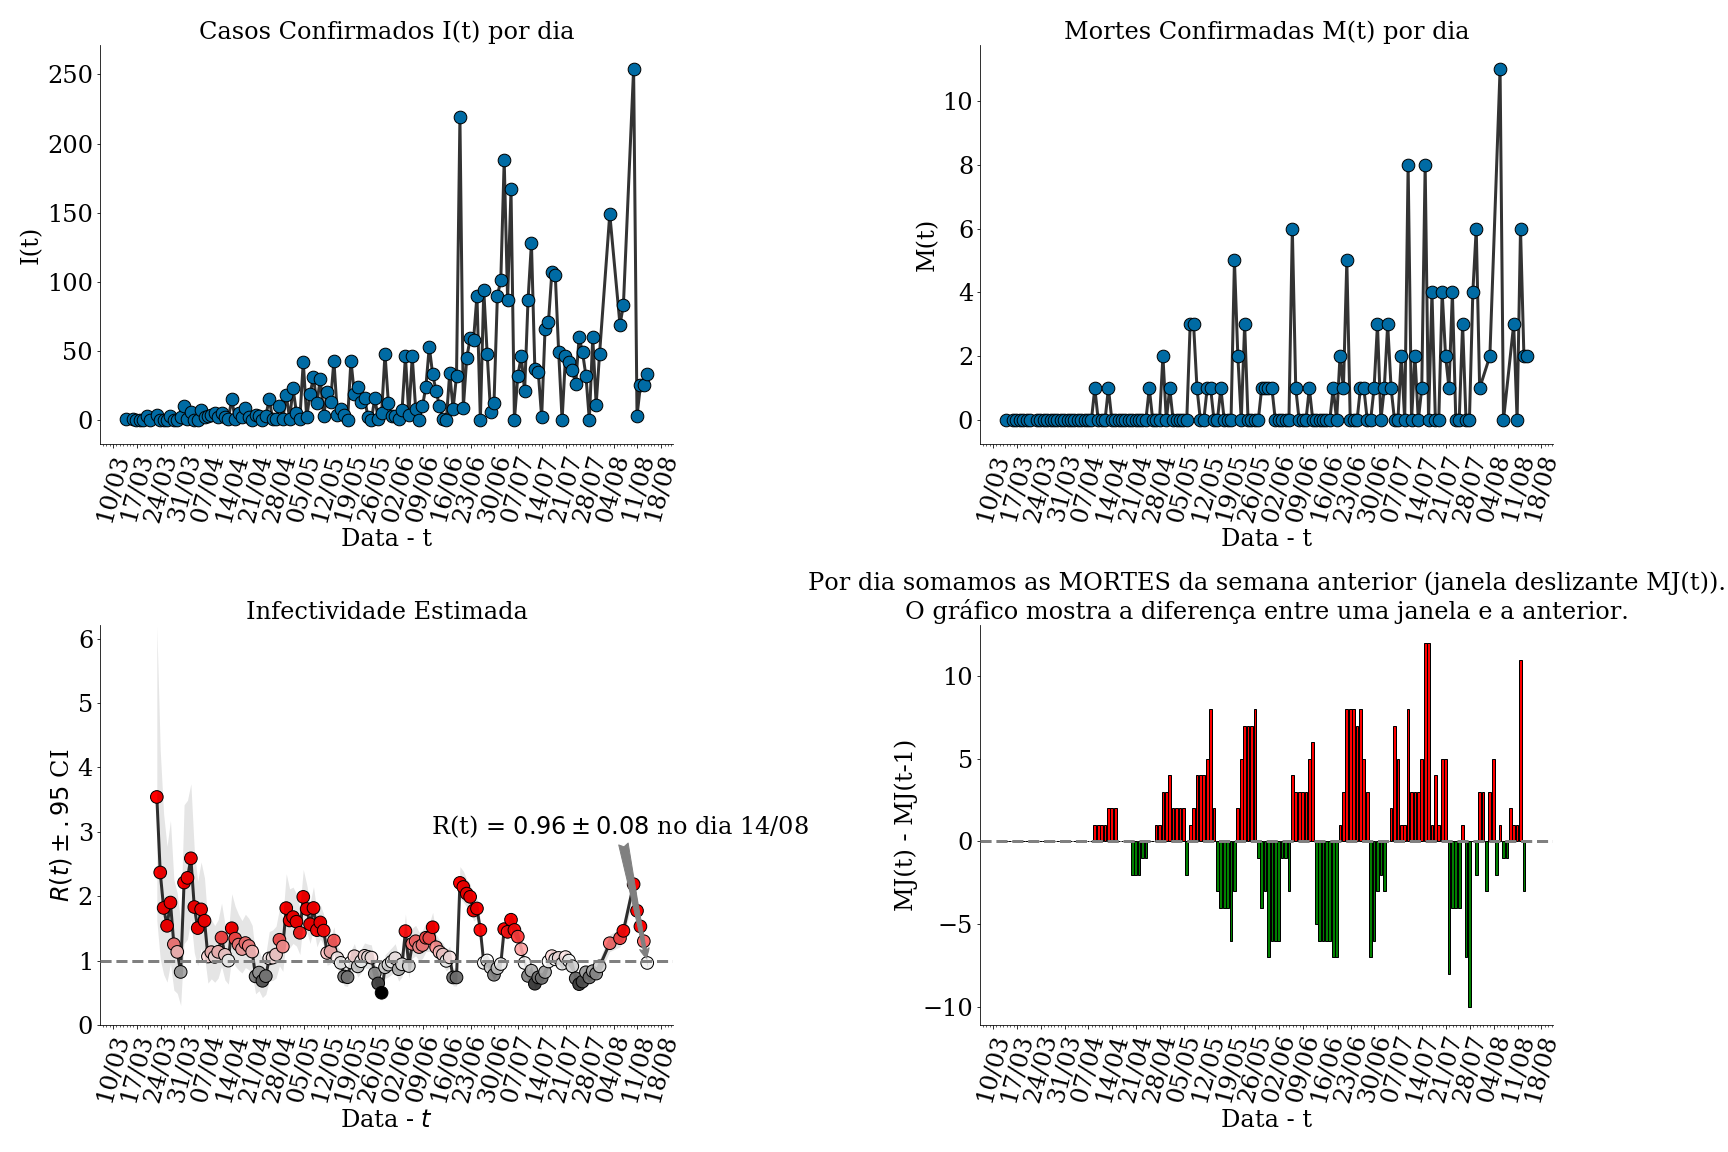 Casos Confirmados I(t) por dia
I(t)
250
200
150
100
50
0
10/03 17/03 24/03 31/03 07/04 14/04 21/04 28/04 05/05 12/05 19/05 26/05 02/06 09/06 16/06 23/06 30/06 07/07 14/07 21/07 28/07 04/08 11/08 18/08
Data - t
Mortes Confirmadas M(t) por dia
M(t)
10
8
6
4
2
0
10/03 17/03 24/03 31/03 07/04 14/04 21/04 28/04 05/05 12/05 19/05 26/05 02/06 09/06 16/06 23/06 30/06 07/07 14/07 21/07 28/07 04/08 11/08 18/08
Data - t
Infectividade Estimada
R(t) ± .95 CI
6
5
4
3
2
1
0
R(t) = 0.96 ± 0.08 no dia 14/08
10/03 17/03 24/03 31/03 07/04 14/04 21/04 28/04 05/05 12/05 19/05 26/05 02/06 09/06 16/06 23/06 30/06 07/07 14/07 21/07 28/07 04/08 11/08 18/08
Data - t
Por dia somamos as MORTES da semana anterior (janela deslizante MJ(t)).
O gráfico mostra a diferença entre uma janela e a anterior.
MJ(t) - MJ(t-1)
10
5
0
−5
−10
10/03 17/03 24/03 31/03 07/04 14/04 21/04 28/04 05/05 12/05 19/05 26/05 02/06 09/06 16/06 23/06 30/06 07/07 14/07 21/07 28/07 04/08 11/08 18/08
Data - t